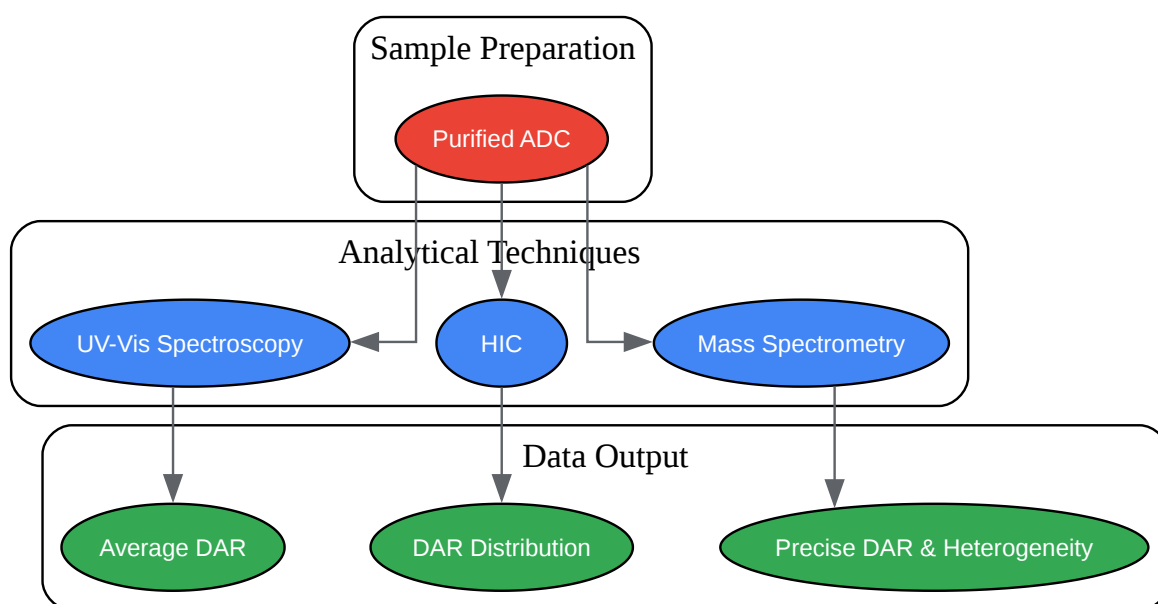 Sample Preparation
Purified ADC
Analytical Techniques
UV-Vis Spectroscopy
HIC
Mass Spectrometry
Data Output
Average DAR
DAR Distribution
Precise DAR & Heterogeneity